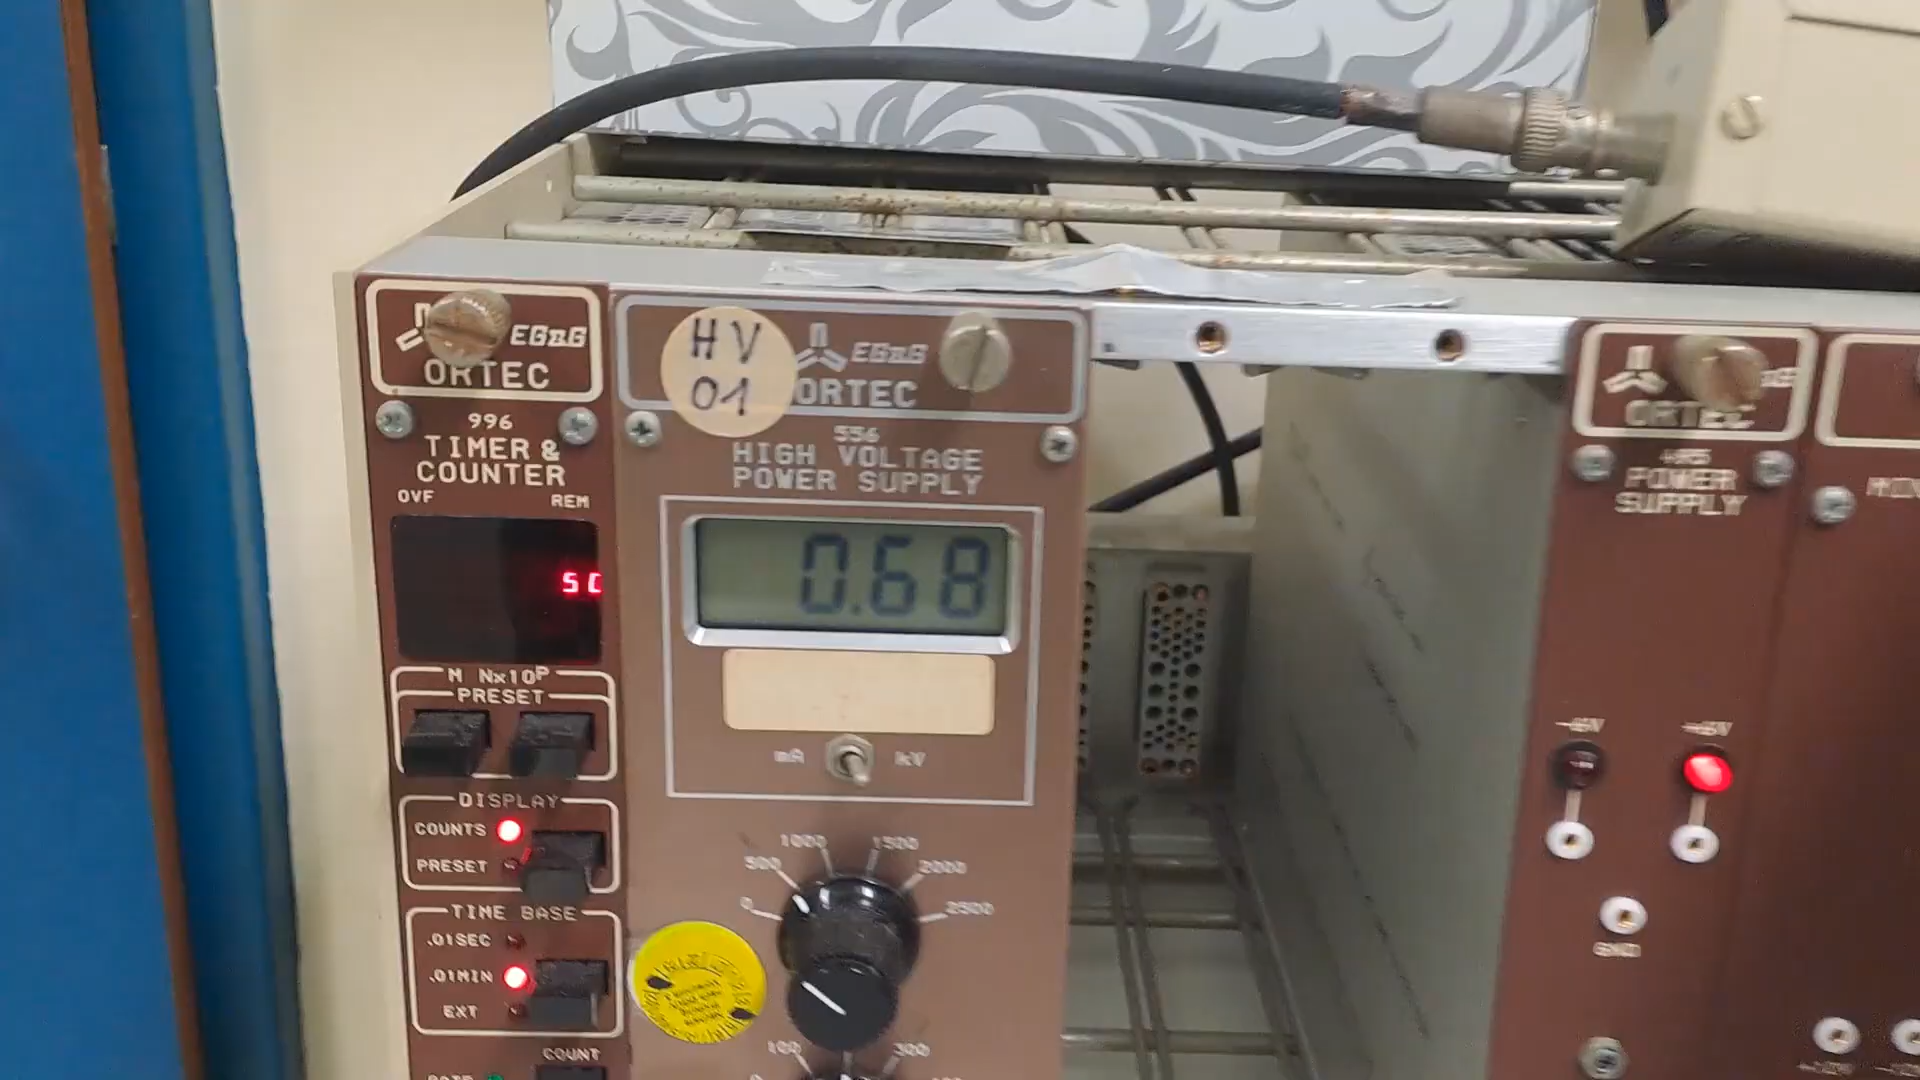 EG&G
ORTEC
996
TIMER &
COUNTER
OVF REM
M Nx10P
PRESET
DISPLAY
COUNTS
PRESET
TIME BASE
.01SEC
.01MIN
EXT
COUNT
HV
01
EG&G
ORTEC
556
HIGH VOLTAGE
POWER SUPPLY
0.68
mA kV
0
500
1000
1500
2000
2500
100
300
ORTEC
POWER
SUPPLY
GND